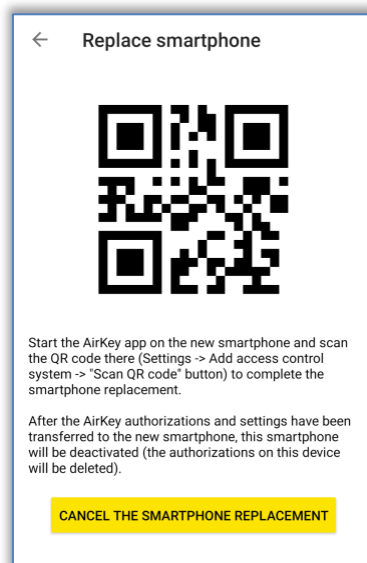 Replace smartphone
Start the AirKey app on the new smartphone and scan
the QR code there (Settings -> Add access control
system -> "Scan QR code" button) to complete the
smartphone replacement.
After the AirKey authorizations and settings have been
transferred to the new smartphone, this smartphone
will be deactivated (the authorizations on this device
will be deleted).
CANCEL THE SMARTPHONE REPLACEMENT